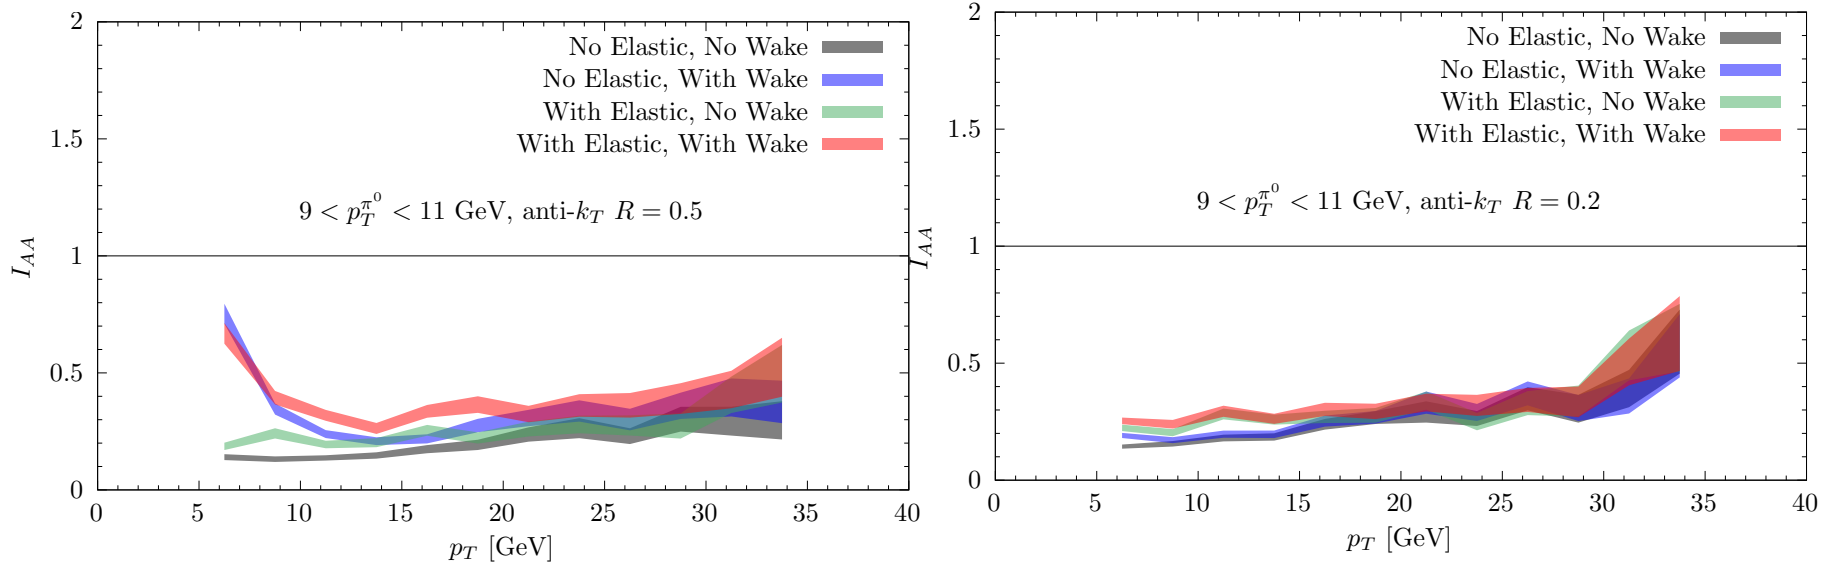 2
1.5
1
0.5
0
I_{AA}
No Elastic, No Wake
No Elastic, With Wake
With Elastic, No Wake
With Elastic, With Wake
9 < p_T^{π^0} < 11 GeV, anti-k_T R = 0.5
0 5 10 15 20 25 30 35 40
p_T [GeV]
2
1.5
1
0.5
0
I_{AA}
No Elastic, No Wake
No Elastic, With Wake
With Elastic, No Wake
With Elastic, With Wake
9 < p_T^{π^0} < 11 GeV, anti-k_T R = 0.2
0 5 10 15 20 25 30 35 40
p_T [GeV]